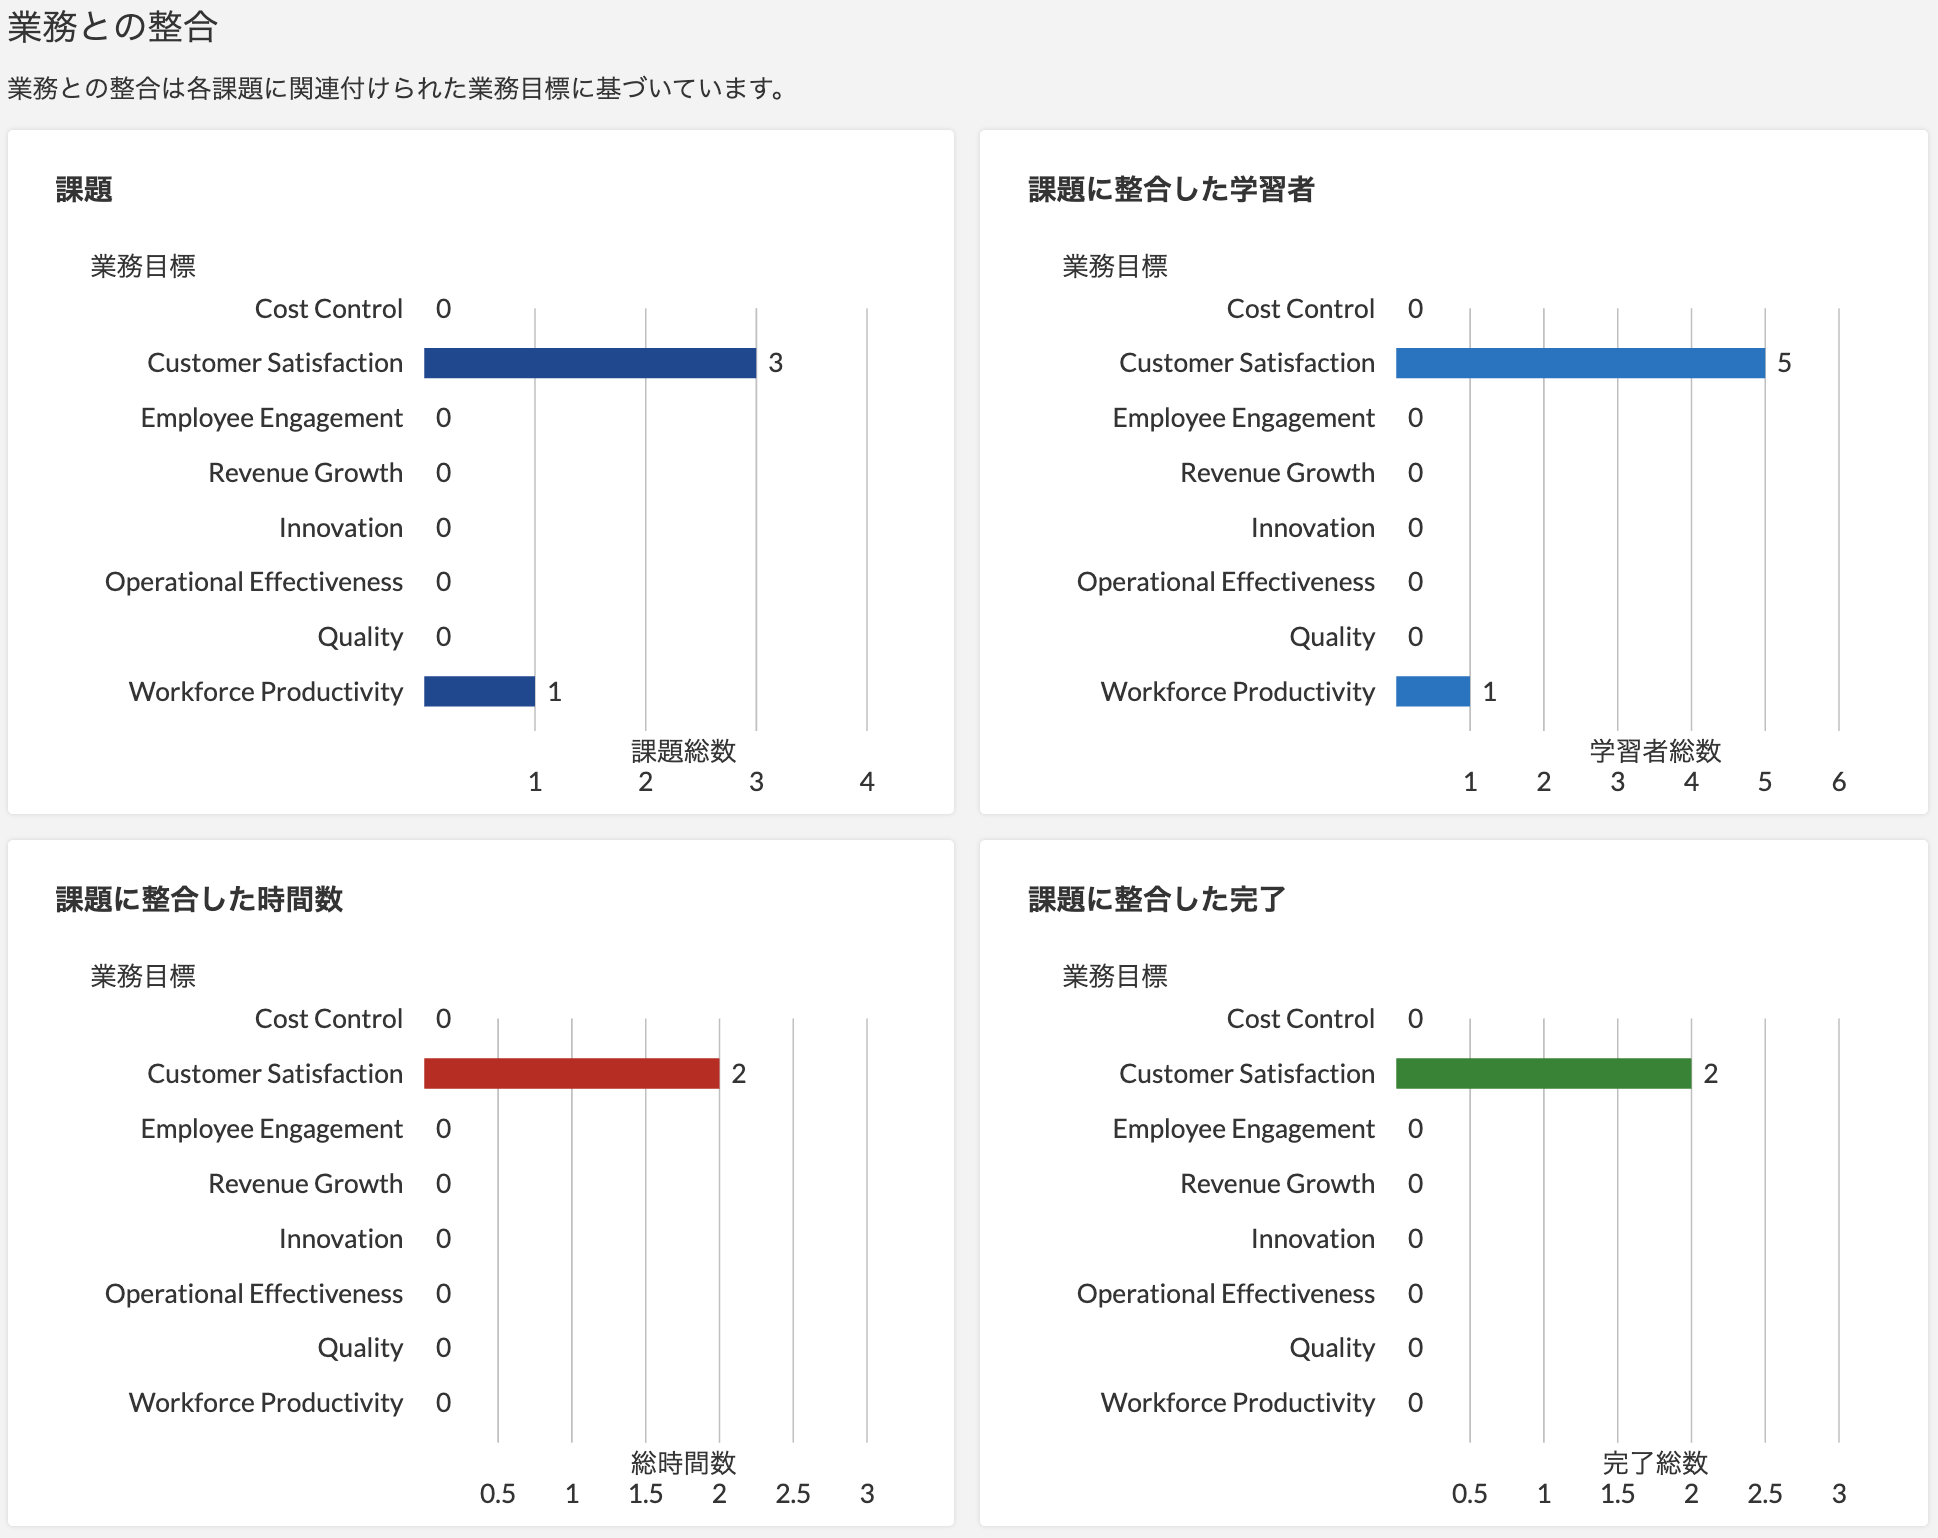 業務との整合
業務との整合は各課題に関連付けられた業務目標に基づいています。
課題
業務目標
Cost Control 0
Customer Satisfaction 3
Employee Engagement 0
Revenue Growth 0
Innovation 0
Operational Effectiveness 0
Quality 0
Workforce Productivity 1
課題総数
1 2 3 4
課題に整合した学習者
業務目標
Cost Control 0
Customer Satisfaction 5
Employee Engagement 0
Revenue Growth 0
Innovation 0
Operational Effectiveness 0
Quality 0
Workforce Productivity 1
学習者総数
1 2 3 4 5 6
課題に整合した時間数
業務目標
Cost Control 0
Customer Satisfaction 2
Employee Engagement 0
Revenue Growth 0
Innovation 0
Operational Effectiveness 0
Quality 0
Workforce Productivity 0
総時間数
0.5 1 1.5 2 2.5 3
課題に整合した完了
業務目標
Cost Control 0
Customer Satisfaction 2
Employee Engagement 0
Revenue Growth 0
Innovation 0
Operational Effectiveness 0
Quality 0
Workforce Productivity 0
完了総数
0.5 1 1.5 2 2.5 3